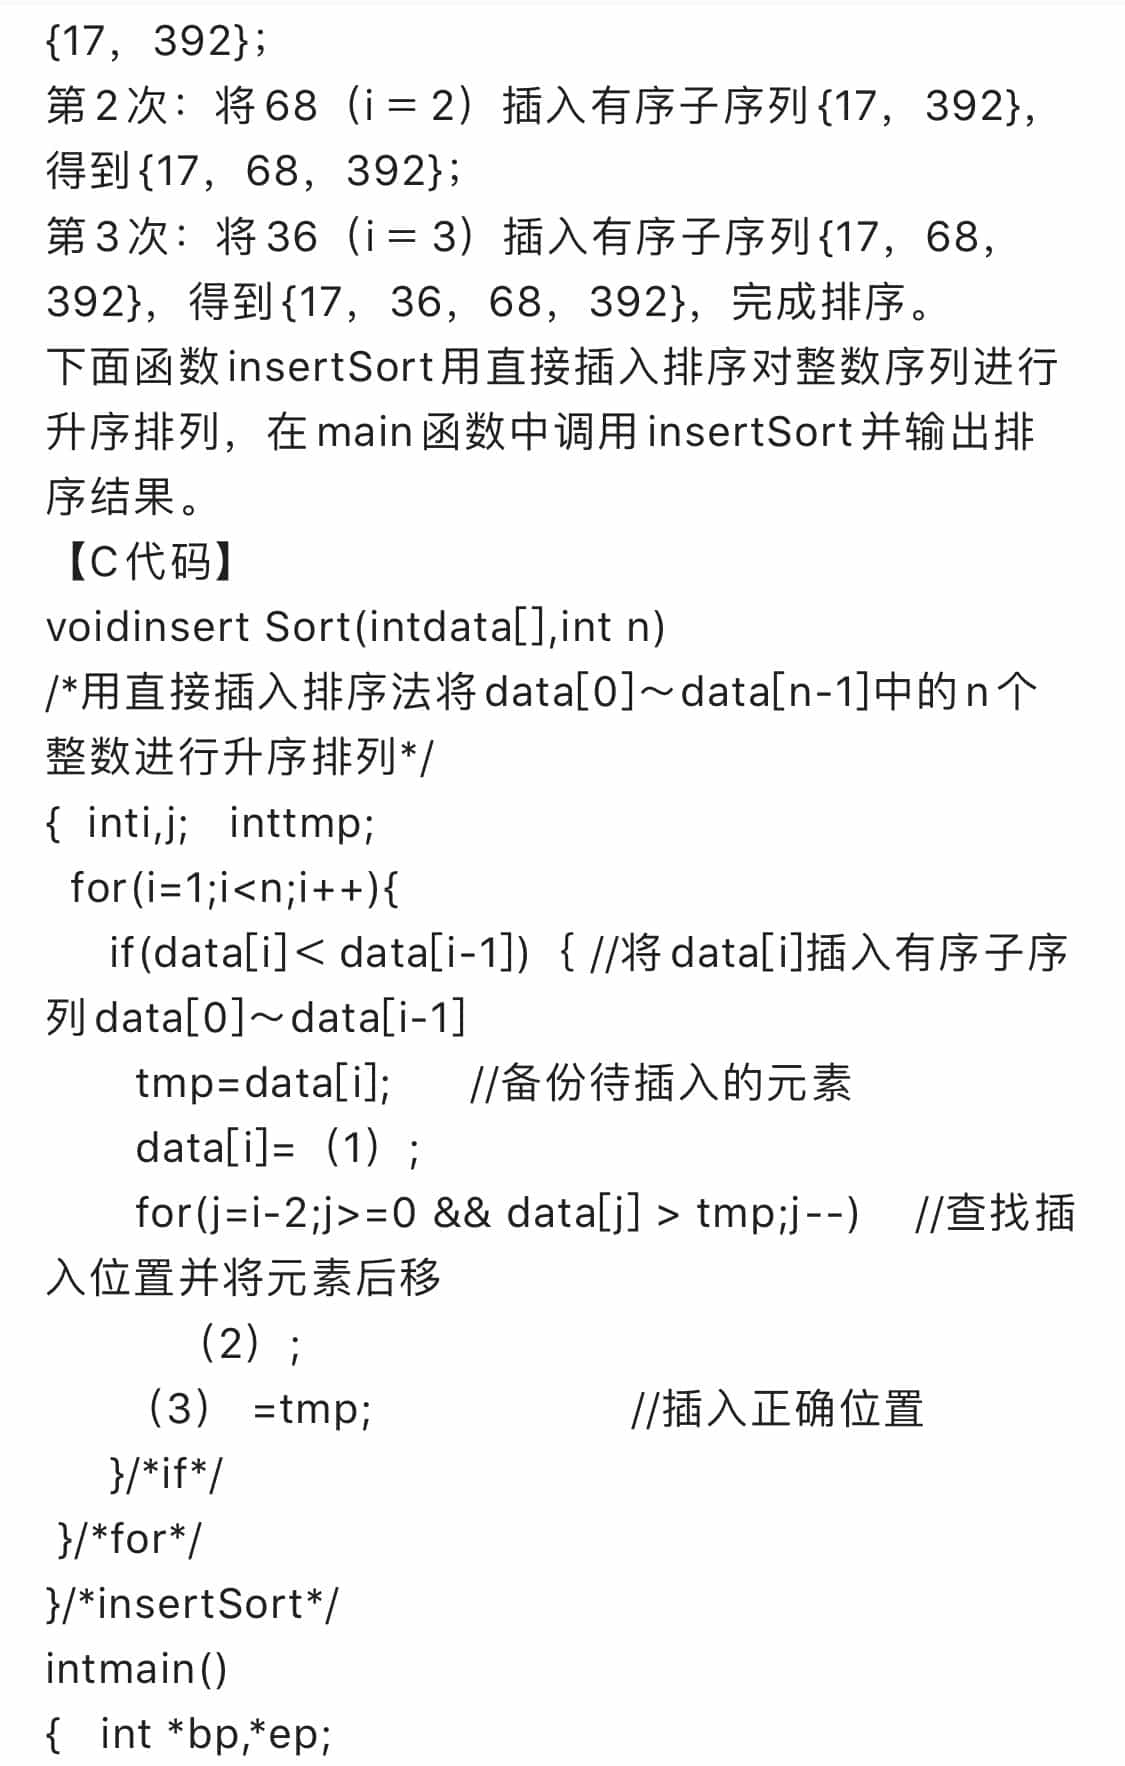 {17，392}；
第2次：将68（i＝2）插入有序子序列{17，392}，
得到{17，68，392}；
第3次：将36（i＝3）插入有序子序列{17，68，
392}，得到{17，36，68，392}，完成排序。
下面函数insertSort用直接插入排序对整数序列进行
升序排列，在main函数中调用insertSort并输出排
序结果。
【C代码】
voidinsert Sort(intdata[],int n)
/*用直接插入排序法将data[0]～data[n-1]中的n个
整数进行升序排列*/
{ inti,j; inttmp;
for(i=1;i<n;i++){
if(data[i]< data[i-1]) { //将data[i]插入有序子序
列data[0]～data[i-1]
tmp=data[i]; //备份待插入的元素
data[i]=（1）;
for(j=i-2;j>=0 && data[j] > tmp;j--) //查找插
入位置并将元素后移
（2）;
（3） =tmp; //插入正确位置
}/*if*/
}/*for*/
}/*insertSort*/
intmain()
{ int *bp,*ep;